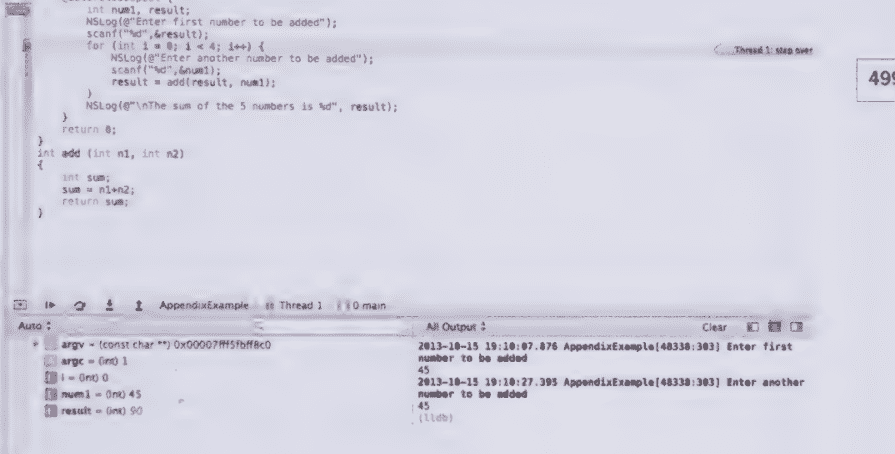 int num1, result;
NSLog(@"Enter first number to be added");
scanf("%d",&result);
for (int i = 0; i < 4; i++) {
NSLog(@"Enter another number to be added");
scanf("%d",&num1);
result = add(result, num1);
}
NSLog(@"\nThe sum of the 5 numbers is %d", result);
}
return 0;
}
int add (int n1, int n2)
{
int sum;
sum = n1+n2;
return sum;
}
Thread 1: step over
499
AppendixExample Thread 1 0 main
Auto
argv = (const char **) 0x00007fff5fbff8c0
argc = (int) 1
i = (int) 0
num1 = (int) 45
result = (int) 90
All Output Clear
2013-10-15 19:10:07.876 AppendixExample[48338:303] Enter first
number to be added
45
2013-10-15 19:10:27.395 AppendixExample[48338:303] Enter another
number to be added
45
(lldb)